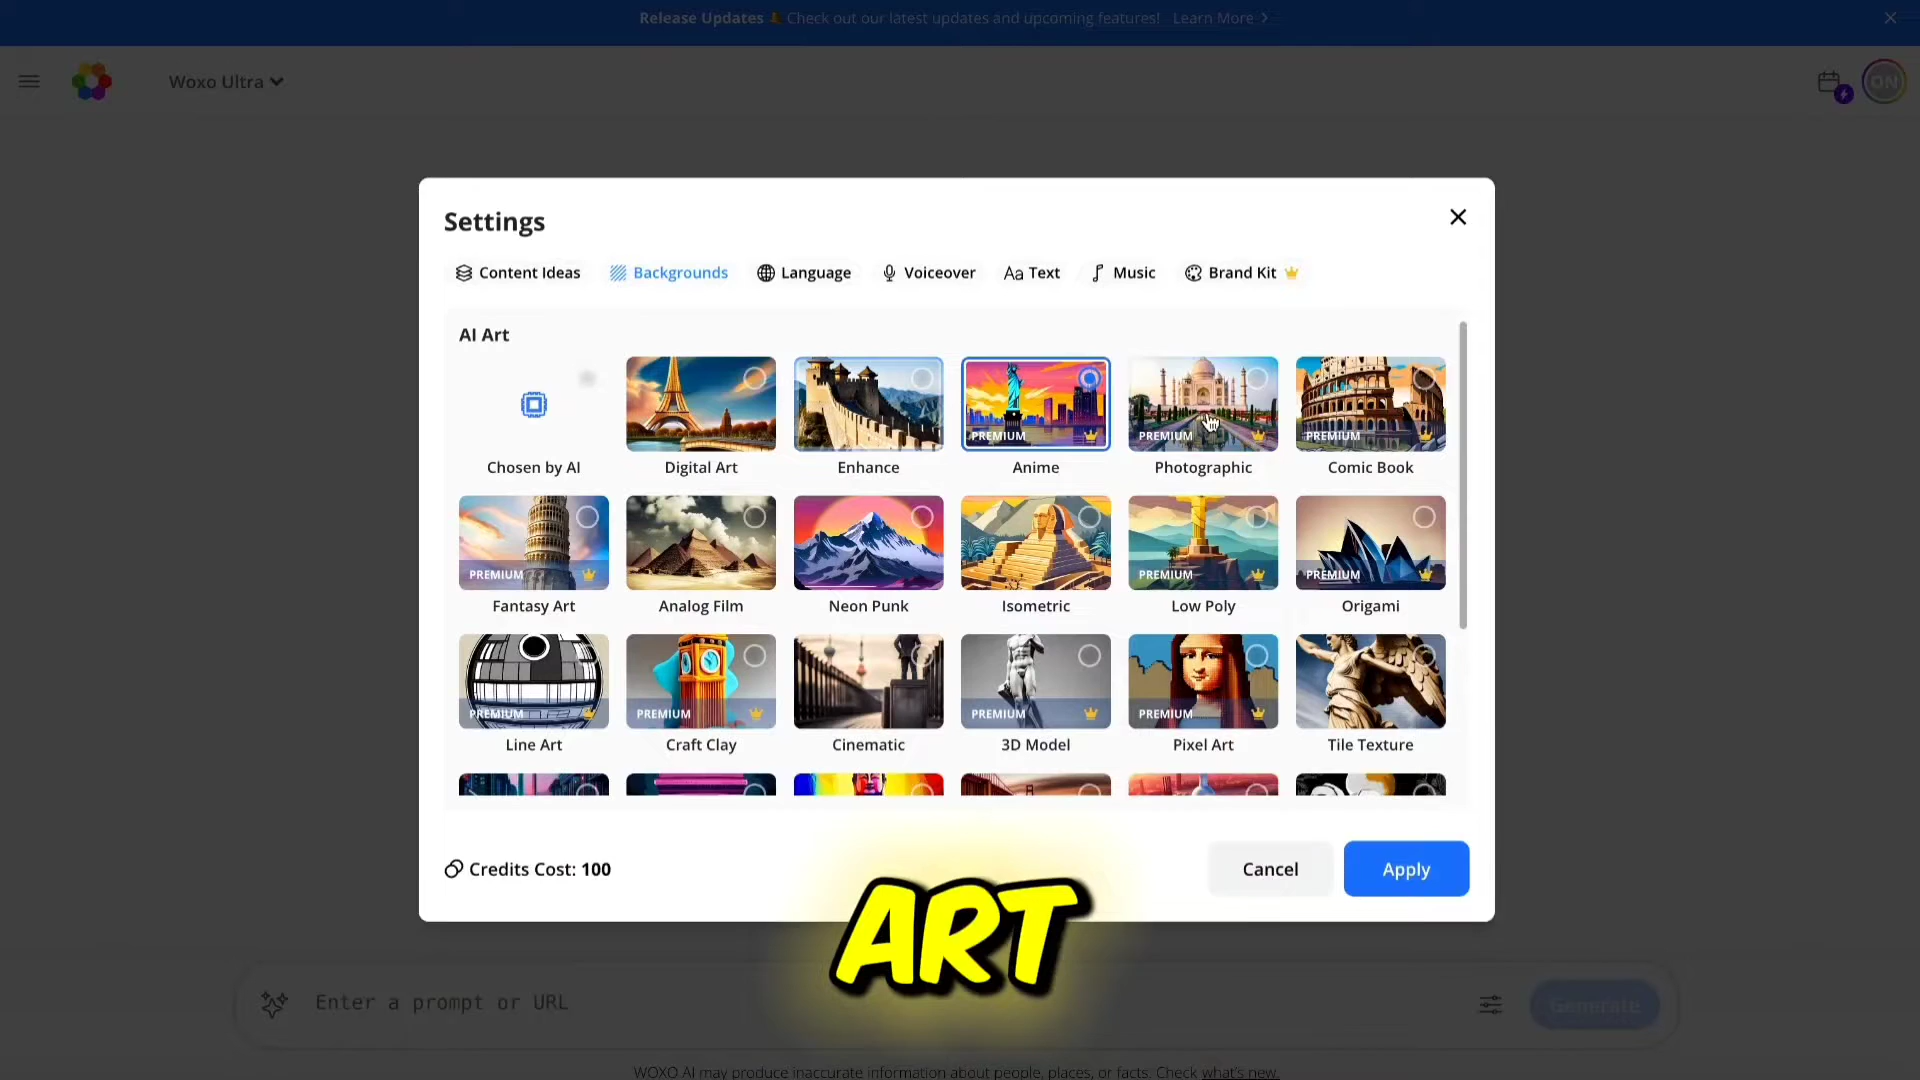 Release Updates Check out our latest updates and upcoming features! Learn More
Woxo Ultra
ON
Settings
Content Ideas Backgrounds Language Voiceover Aa Text Music Brand Kit
AI Art
PREMIUM PREMIUM PREMIUM
Chosen by AI Digital Art Enhance Anime Photographic Comic Book
PREMIUM PREMIUM PREMIUM
Fantasy Art Analog Film Neon Punk Isometric Low Poly Origami
PREMIUM PREMIUM PREMIUM PREMIUM
Line Art Craft Clay Cinematic 3D Model Pixel Art Tile Texture
Credits Cost: 100 Cancel Apply
ART
Enter a prompt or URL Generate
WOXO AI may produce inaccurate information about people, places, or facts. Check what's new.